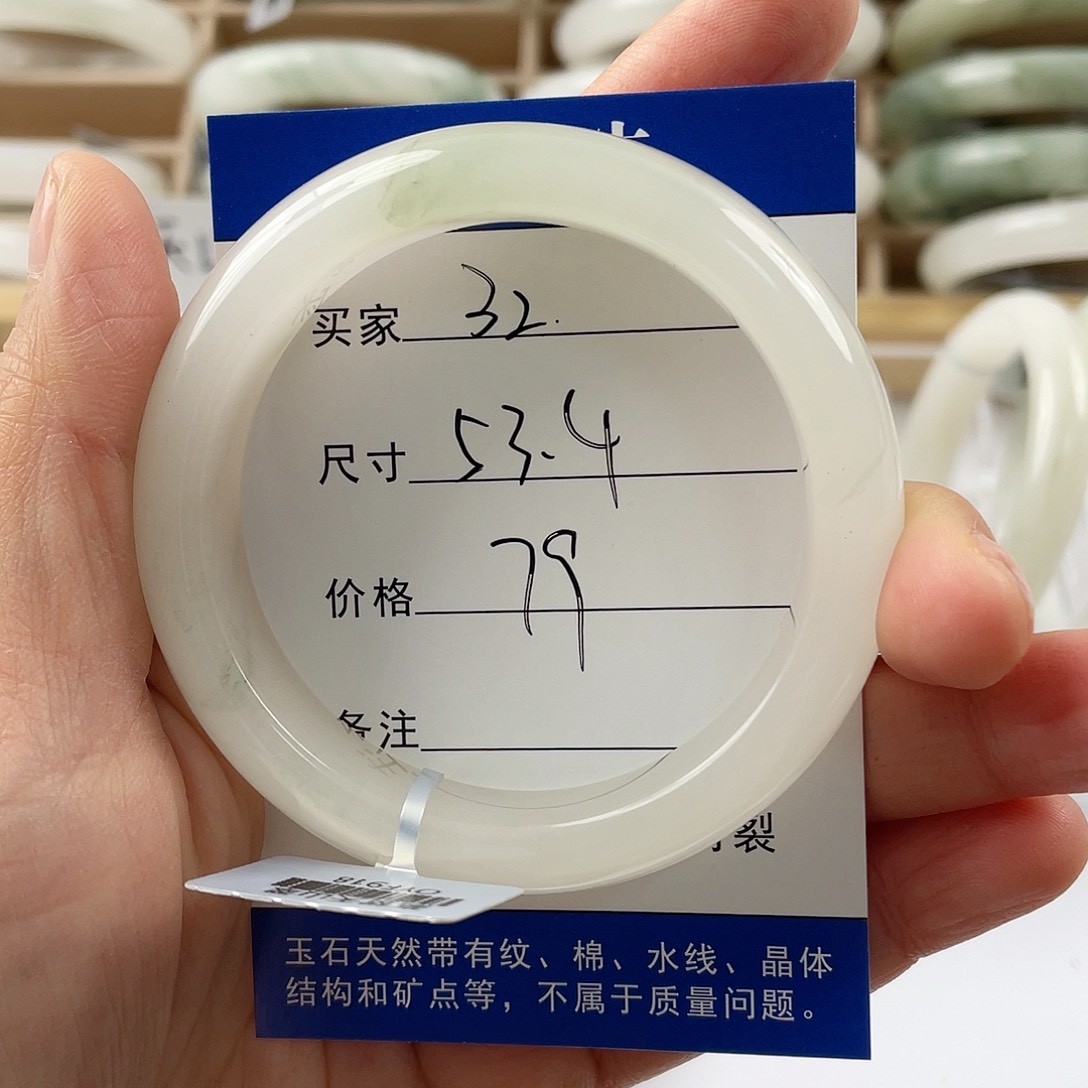 买家 32.
尺寸 53.4
价格 79
备注
裂
玉石天然带有纹、棉、水线、晶体
结构和矿点等，不属于质量问题。